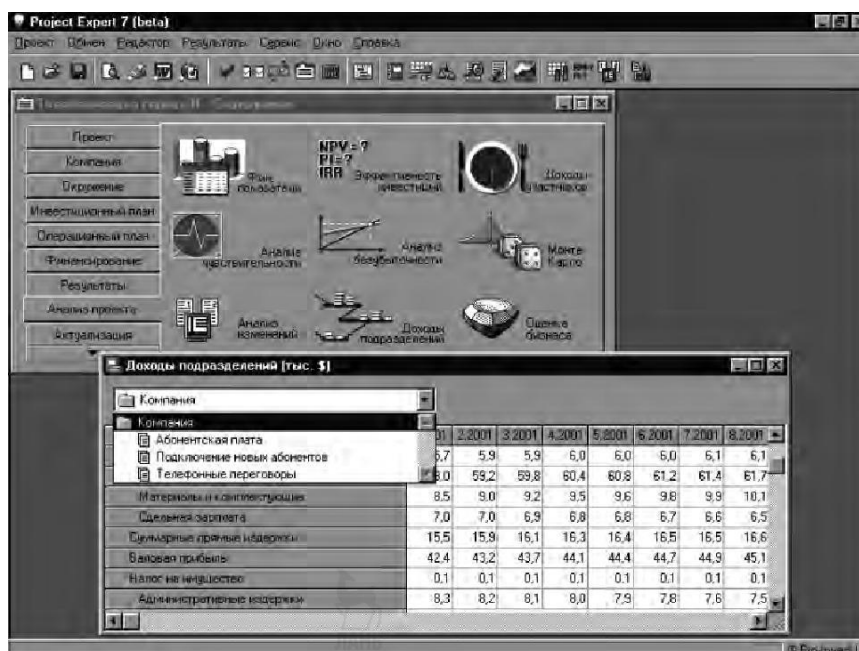 Project Expert 7 (beta)
Проект Обмен Редактор Результаты Сервис Окно Справка
Проект
Компания
Окружение
Инвестиционный план
Операционный план
Финансирование
Результаты
Анализ проекта
Актуализация
Фин. показатели
NPV = ?
PI = ?
IRR
Эффективность инвестиций
Доходы участников
Анализ чувствительности
Анализ безубыточности
Монте Карло
Анализ изменений
Доходы подразделений
Оценка бизнеса
Доходы подразделений (тыс. $)
Компания
Компания
Абонентская плата
Подключение новых абонентов
Телефонные переговоры
2.2001 3.2001 4.2001 5.2001 6.2001 7.2001 8.2001
5,9 5,9 6,0 6,0 6,0 6,1 6,1
59,2 59,8 60,4 60,8 61,2 61,4 61,7
Материалы и комплектующие 8,5 9,0 9,2 9,5 9,6 9,8 9,9 10,1
Сдельная зарплата 7,0 7,0 6,9 6,8 6,8 6,7 6,6 6,5
Суммарные прямые издержки 15,5 15,9 16,1 16,3 16,4 16,5 16,5 16,6
Валовая прибыль 42,4 43,2 43,7 44,1 44,4 44,7 44,9 45,1
Налог на имущество 0,1 0,1 0,1 0,1 0,1 0,1 0,1 0,1
Административные издержки 8,3 8,2 8,1 8,0 7,9 7,8 7,6 7,5